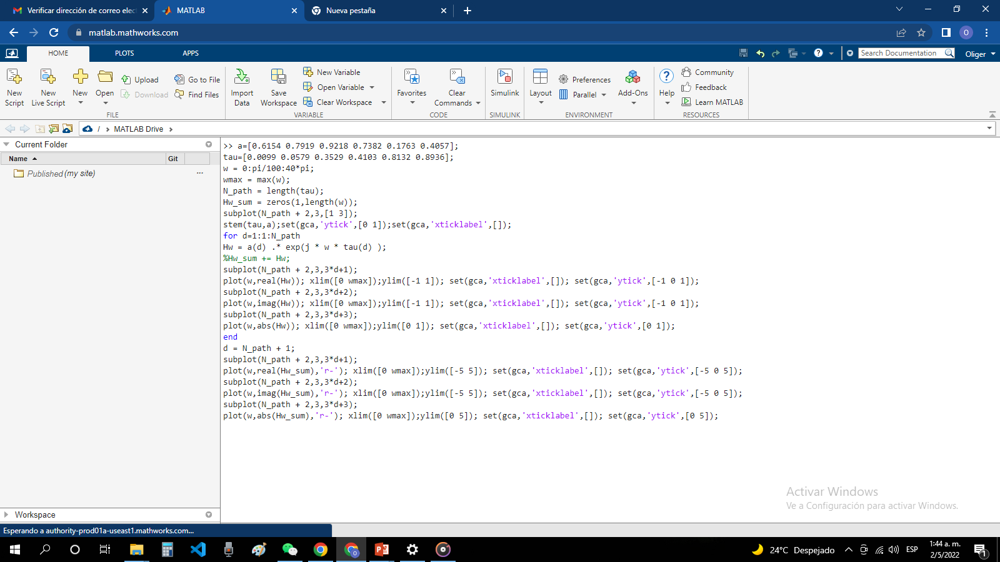 Verificar dirección de correo elec
MATLAB
Nueva pestaña
matlab.mathworks.com
O
HOME
PLOTS
APPS
Search Documentation
Oliger
New Script
New Live Script
New
Open
Upload
Download
Go to File
Find Files
FILE
Import Data
Save Workspace
New Variable
Open Variable
Clear Workspace
VARIABLE
Favorites
Clear Commands
CODE
Simulink
SIMULINK
Layout
Preferences
Parallel
Add-Ons
ENVIRONMENT
Help
Community
Feedback
Learn MATLAB
RESOURCES
/ MATLAB Drive
Current Folder
Name
Git
Published (my site)
>> a=[0.6154 0.7919 0.9218 0.7382 0.1763 0.4057];
tau=[0.0099 0.0579 0.3529 0.4103 0.8132 0.8936];
w = 0:pi/100:40*pi;
wmax = max(w);
N_path = length(tau);
Hw_sum = zeros(1,length(w));
subplot(N_path + 2,3,[1 3]);
stem(tau,a);set(gca,'ytick',[0 1]);set(gca,'xticklabel',[]);
for d=1:1:N_path
Hw = a(d) .* exp(j * w * tau(d) );
%Hw_sum += Hw;
subplot(N_path + 2,3,3*d+1);
plot(w,real(Hw)); xlim([0 wmax]);ylim([-1 1]); set(gca,'xticklabel',[]); set(gca,'ytick',[-1 0 1]);
subplot(N_path + 2,3,3*d+2);
plot(w,imag(Hw)); xlim([0 wmax]);ylim([-1 1]); set(gca,'xticklabel',[]); set(gca,'ytick',[-1 0 1]);
subplot(N_path + 2,3,3*d+3);
plot(w,abs(Hw)); xlim([0 wmax]);ylim([0 1]); set(gca,'xticklabel',[]); set(gca,'ytick',[0 1]);
end
d = N_path + 1;
subplot(N_path + 2,3,3*d+1);
plot(w,real(Hw_sum),'r-'); xlim([0 wmax]);ylim([-5 5]); set(gca,'xticklabel',[]); set(gca,'ytick',[-5 0 5]);
subplot(N_path + 2,3,3*d+2);
plot(w,imag(Hw_sum),'r-'); xlim([0 wmax]);ylim([-5 5]); set(gca,'xticklabel',[]); set(gca,'ytick',[-5 0 5]);
subplot(N_path + 2,3,3*d+3);
plot(w,abs(Hw_sum),'r-'); xlim([0 wmax]);ylim([0 5]); set(gca,'xticklabel',[]); set(gca,'ytick',[0 5]);
Activar Windows
Ve a Configuración para activar Windows.
Workspace
Esperando a authority-prod01a-useast1.mathworks.com...
24°C Despejado
ESP
1:44 a. m.
2/5/2022
1